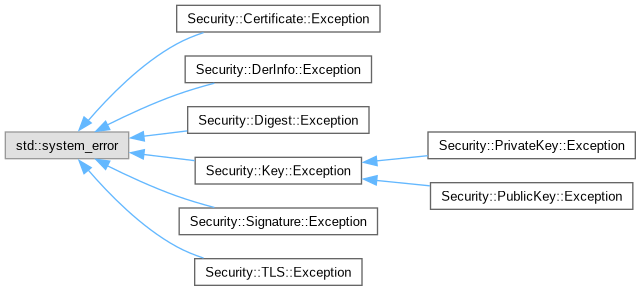 Security::Certificate::Exception
Security::DerInfo::Exception
Security::Digest::Exception
std::system_error
Security::Key::Exception
Security::PrivateKey::Exception
Security::PublicKey::Exception
Security::Signature::Exception
Security::TLS::Exception